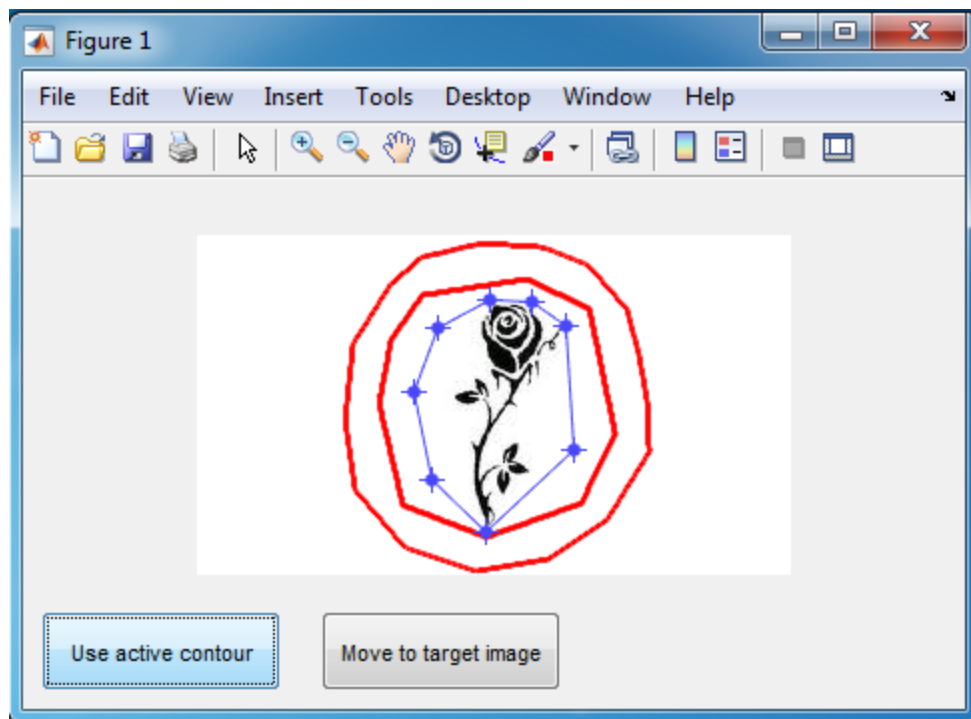 Figure 1
File Edit View Insert Tools Desktop Window Help
Use active contour Move to target image